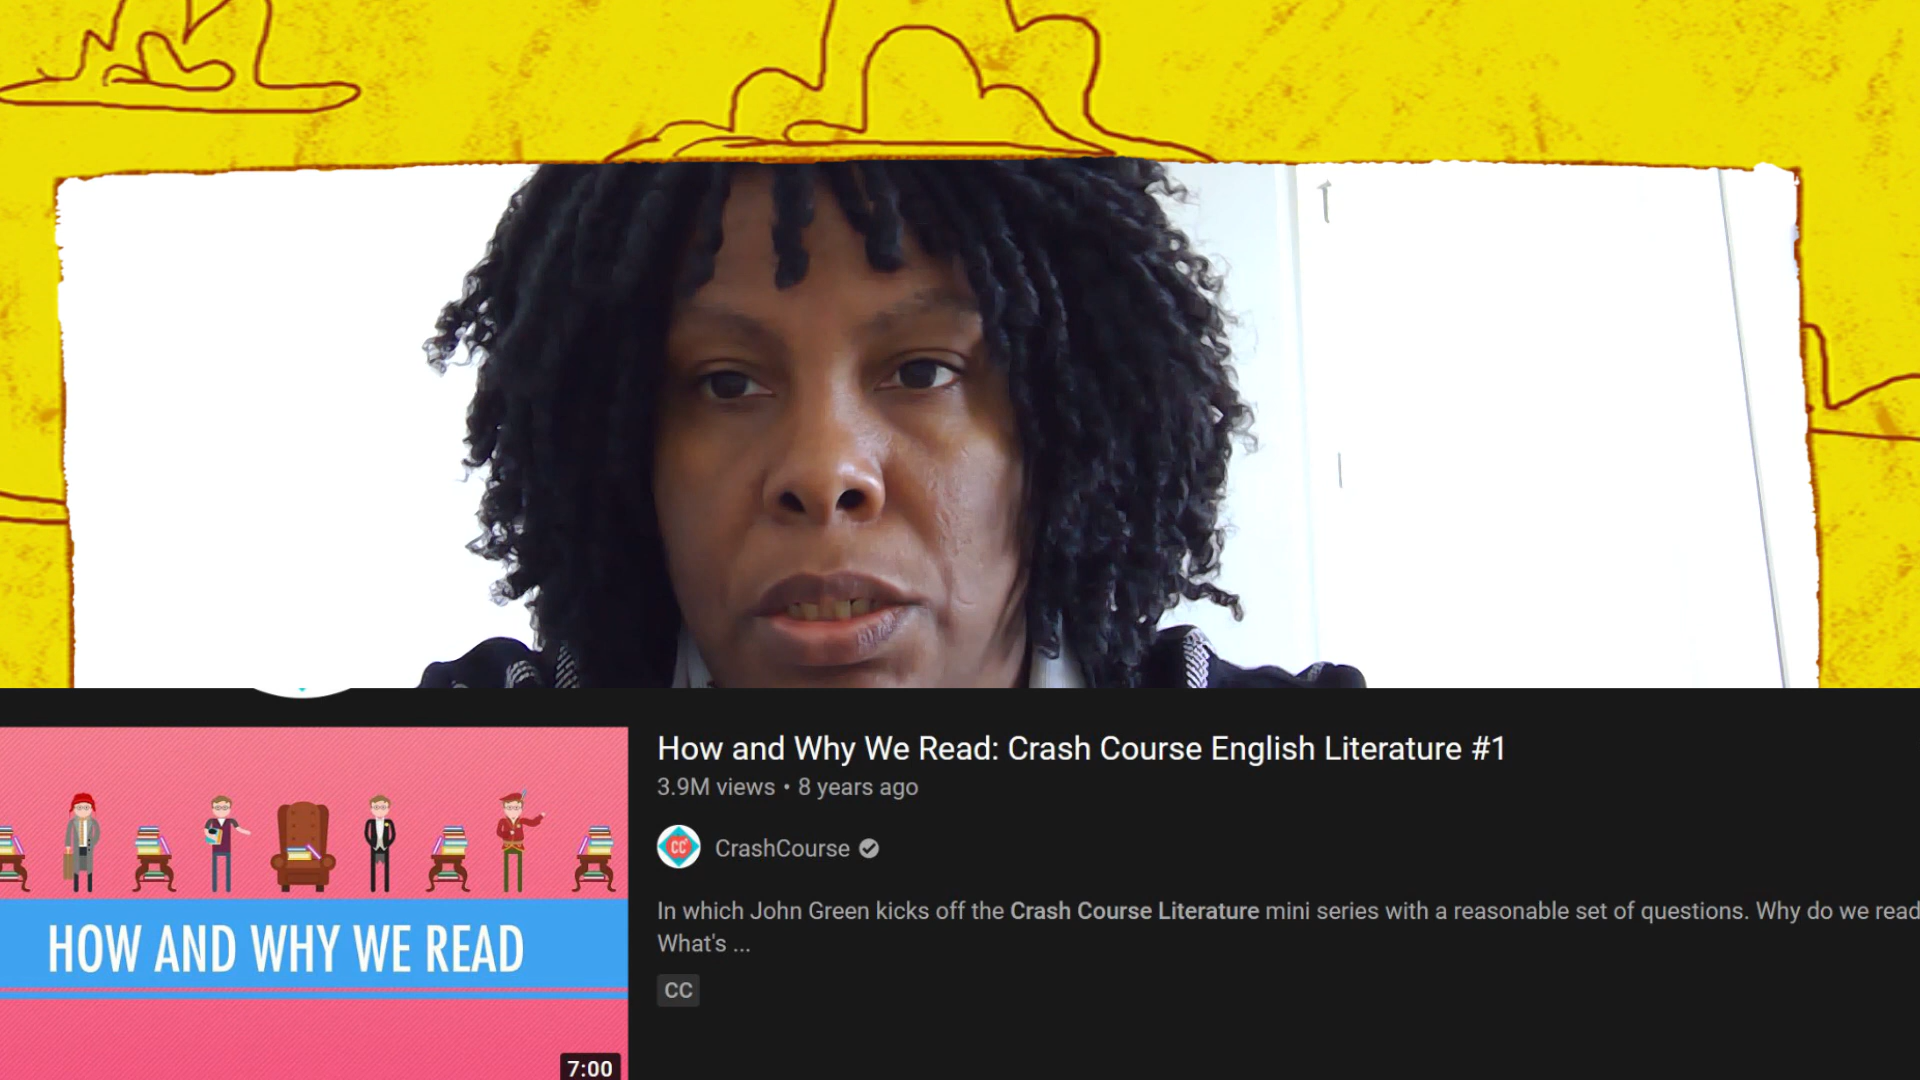 How and Why We Read: Crash Course English Literature #1
3.9M views • 8 years ago
CC
CrashCourse
In which John Green kicks off the Crash Course Literature mini series with a reasonable set of questions. Why do we read
What's ...
CC
HOW AND WHY WE READ
7:00